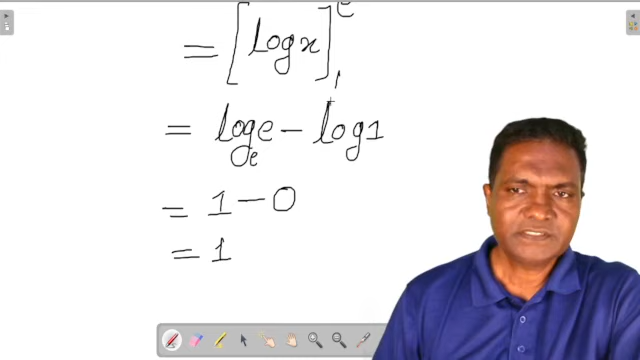 = [log x]₁ᵉ
= logₑe - log1
= 1 - 0
= 1